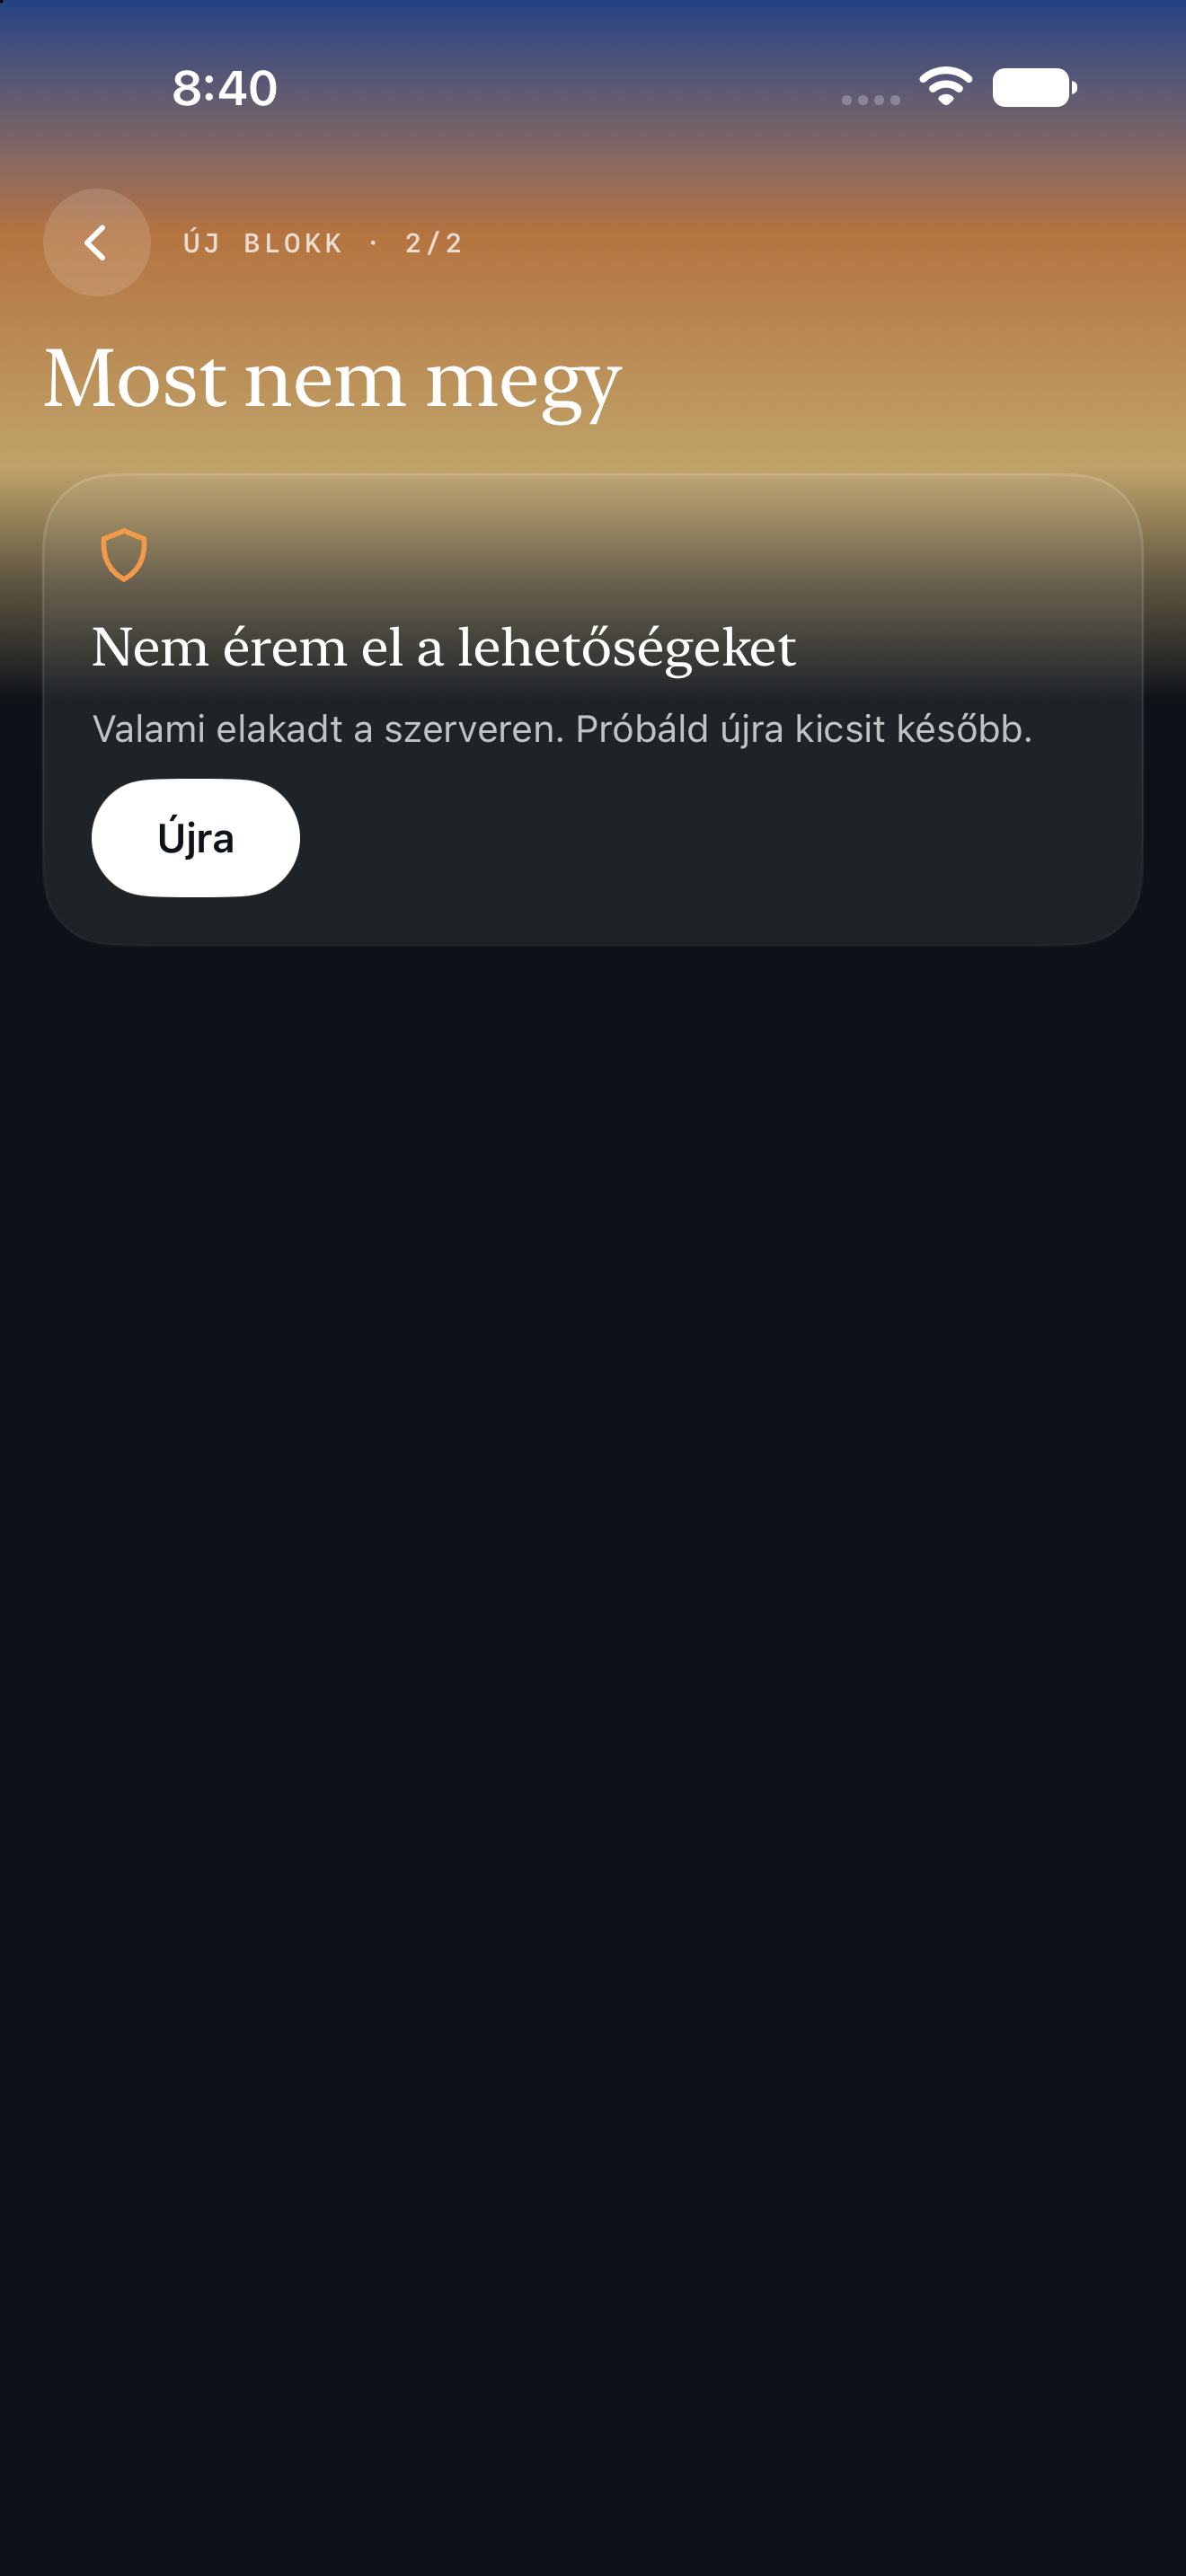 8:40
ÚJ BLOKK · 2/2
Most nem megy
Nem érem el a lehetőségeket
Valami elakadt a szerveren. Próbáld újra kicsit később.
Újra